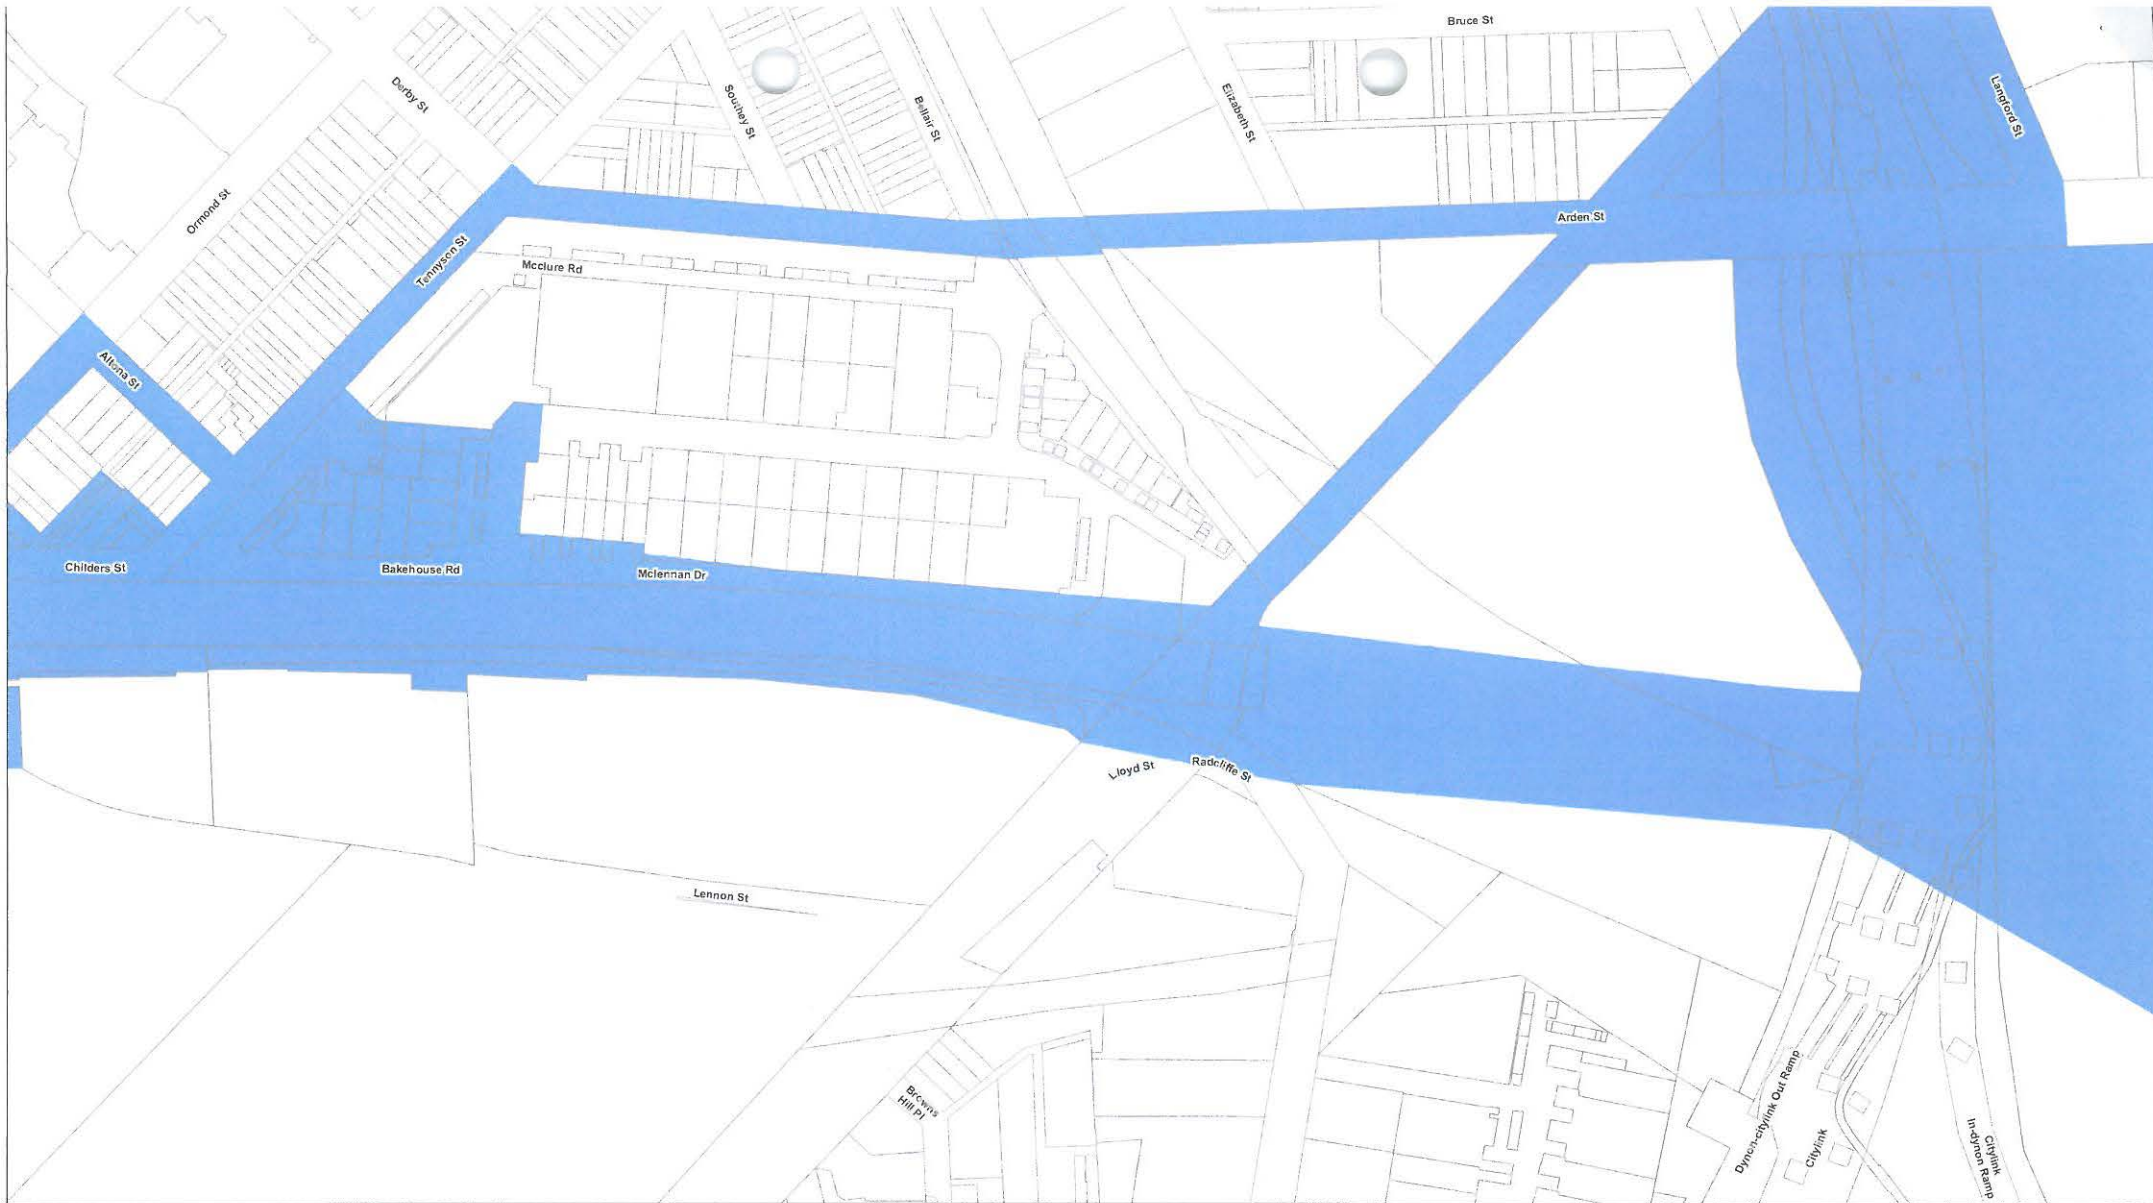 Bruce St
Derby St
Southey St
Bellair St
Elizabeth St
Langford St
Ormond St
Arden St
Tennyson St
Mcclure Rd
Altona St
Childers St
Bakehouse Rd
Mclennan Dr
Lloyd St
Radcliffe St
Lennon St
Browns
Hill Pl
Dynon-citylink Out Ramp
Citylink
Citylink
In-dynon Ramp